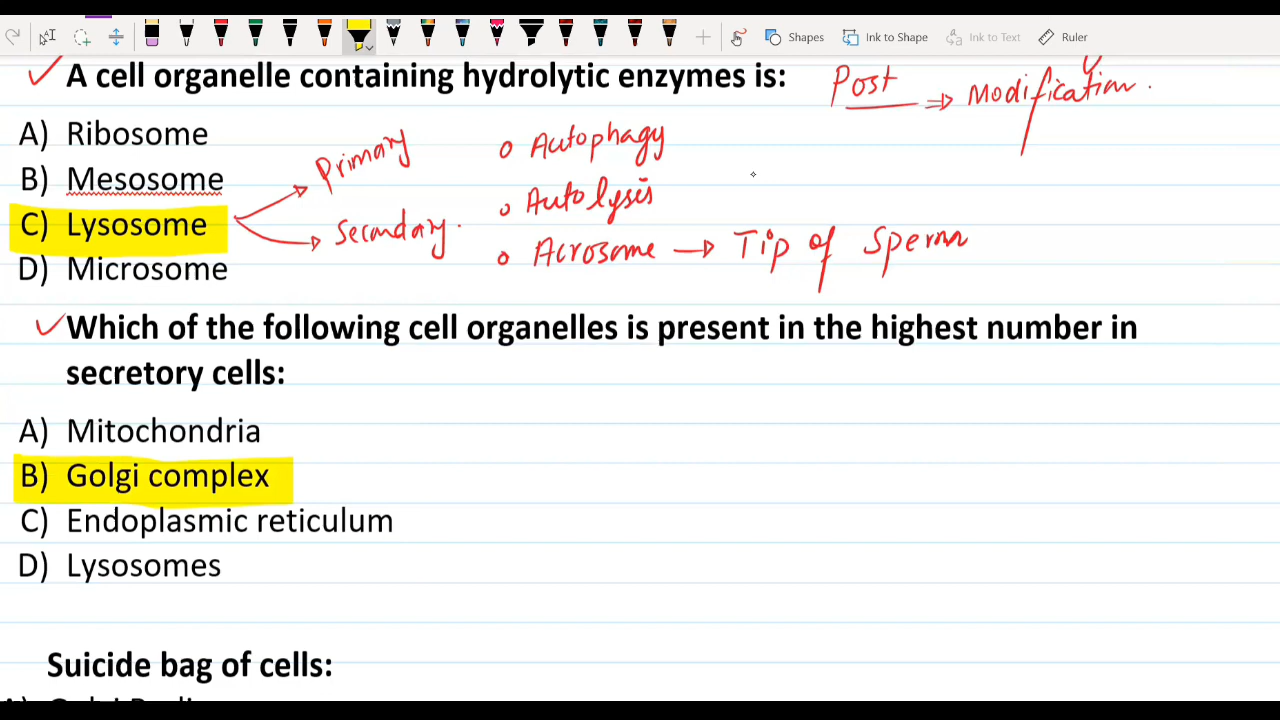 Shapes Ink to Shape Ink to Text Ruler
A cell organelle containing hydrolytic enzymes is:
Post ⇒ Modification.
A) Ribosome
Primary
Autophagy
B) Mesosome
Autolysis
C) Lysosome
Secondary.
Acrosome → Tip of Sperm
D) Microsome
Which of the following cell organelles is present in the highest number in
secretory cells:
A) Mitochondria
B) Golgi complex
C) Endoplasmic reticulum
D) Lysosomes
Suicide bag of cells: